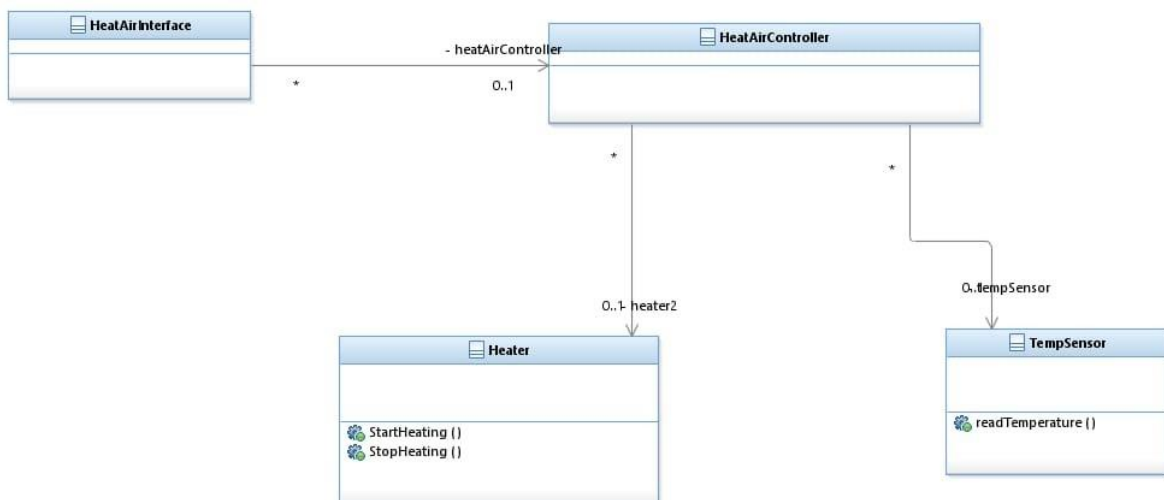 HeatAirInterface
HeatAirController
- heatAirController
*
0..1
*
*
0..1
- heater2
tempSensor
Heater
TempSensor
StartHeating ( )
StopHeating ( )
readTemperature ( )